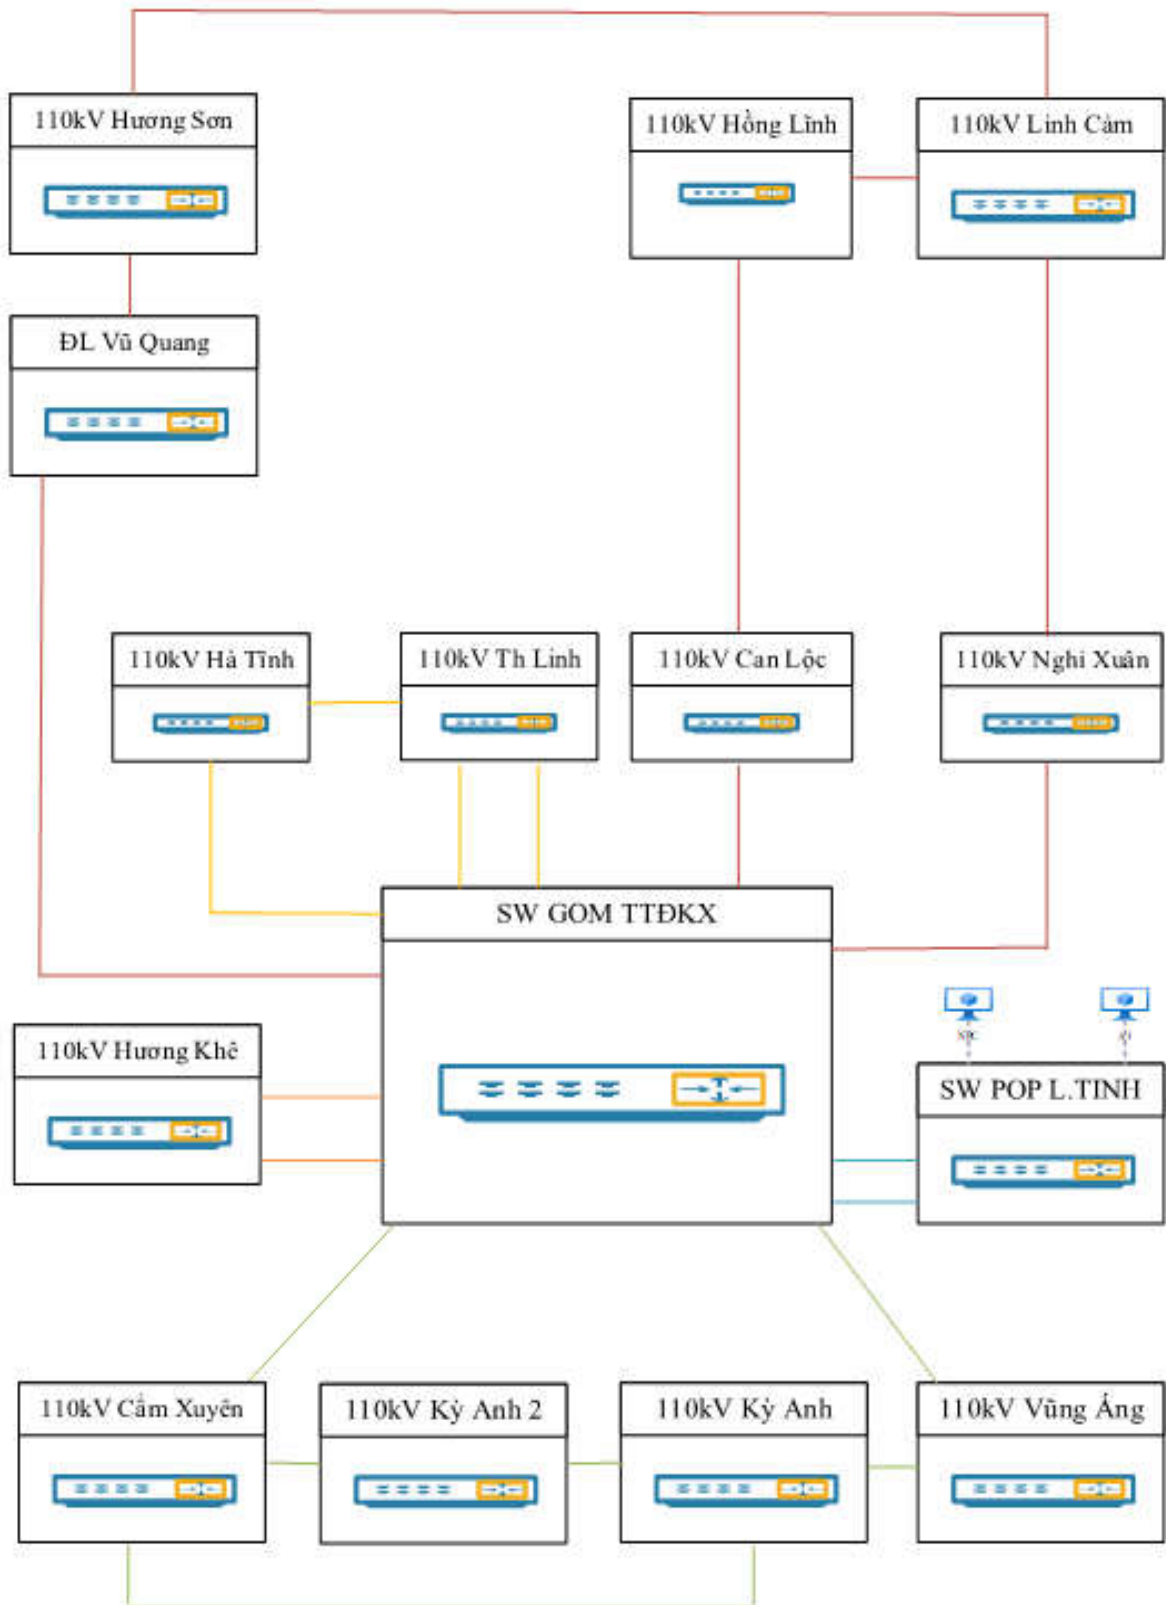 110kV Hương Sơn
110kV Hồng Lĩnh
110kV Linh Cảm
ĐL Vũ Quang
110kV Hà Tĩnh
110kV Th Linh
110kV Can Lộc
110kV Nghi Xuân
SW GOM TTĐKX
110kV Hương Khê
SW POP L.TINH
110kV Cẩm Xuyên
110kV Kỳ Anh 2
110kV Kỳ Anh
110kV Vũng Áng